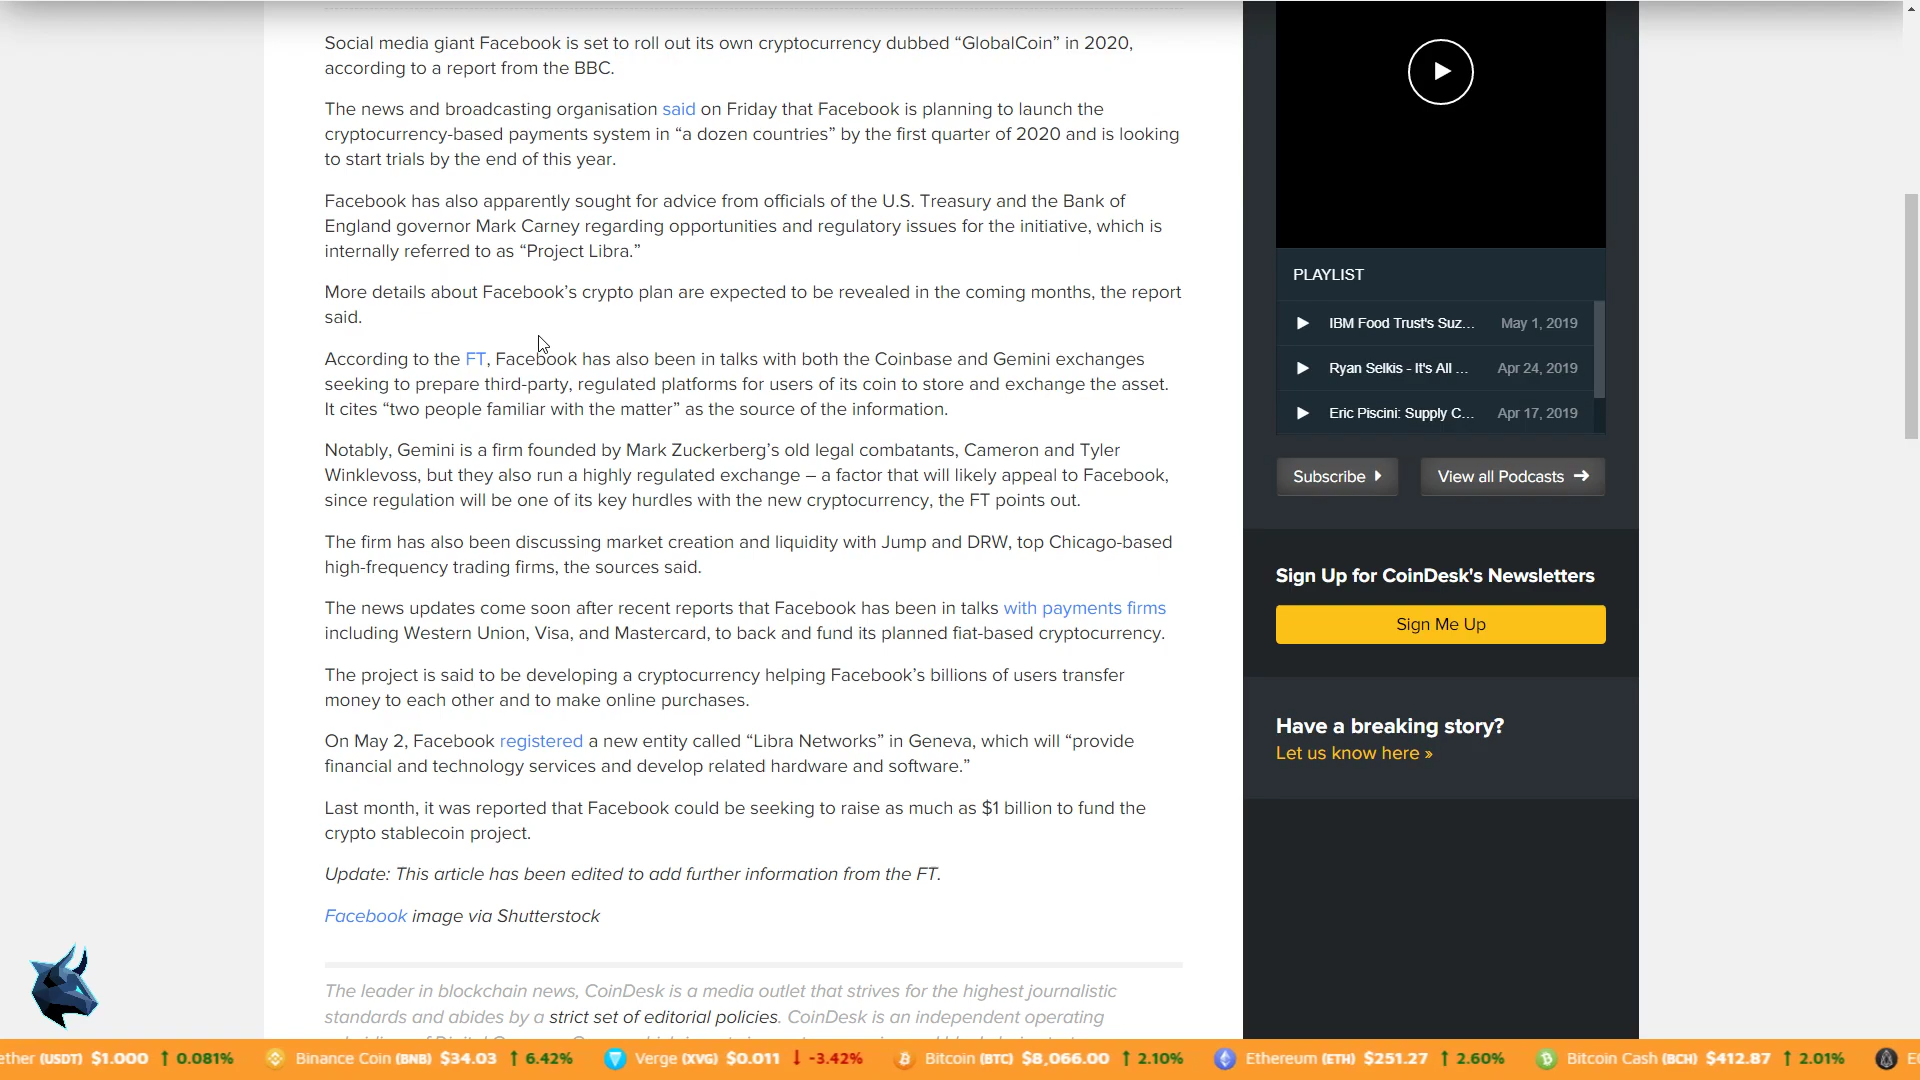 Social media giant Facebook is set to roll out its own cryptocurrency dubbed “GlobalCoin” in 2020,
according to a report from the BBC.
The news and broadcasting organisation said on Friday that Facebook is planning to launch the
cryptocurrency-based payments system in “a dozen countries” by the first quarter of 2020 and is looking
to start trials by the end of this year.
Facebook has also apparently sought for advice from officials of the U.S. Treasury and the Bank of
England governor Mark Carney regarding opportunities and regulatory issues for the initiative, which is
internally referred to as “Project Libra.”
More details about Facebook’s crypto plan are expected to be revealed in the coming months, the report
said.
According to the FT, Facebook has also been in talks with both the Coinbase and Gemini exchanges
seeking to prepare third-party, regulated platforms for users of its coin to store and exchange the asset.
It cites “two people familiar with the matter” as the source of the information.
Notably, Gemini is a firm founded by Mark Zuckerberg’s old legal combatants, Cameron and Tyler
Winklevoss, but they also run a highly regulated exchange – a factor that will likely appeal to Facebook,
since regulation will be one of its key hurdles with the new cryptocurrency, the FT points out.
The firm has also been discussing market creation and liquidity with Jump and DRW, top Chicago-based
high-frequency trading firms, the sources said.
The news updates come soon after recent reports that Facebook has been in talks with payments firms
including Western Union, Visa, and Mastercard, to back and fund its planned fiat-based cryptocurrency.
The project is said to be developing a cryptocurrency helping Facebook’s billions of users transfer
money to each other and to make online purchases.
On May 2, Facebook registered a new entity called “Libra Networks” in Geneva, which will “provide
financial and technology services and develop related hardware and software.”
Last month, it was reported that Facebook could be seeking to raise as much as $1 billion to fund the
crypto stablecoin project.
Update: This article has been edited to add further information from the FT.
Facebook image via Shutterstock
The leader in blockchain news, CoinDesk is a media outlet that strives for the highest journalistic
standards and abides by a strict set of editorial policies. CoinDesk is an independent operating
PLAYLIST
IBM Food Trust's Suz... May 1, 2019
Ryan Selkis - It's All ... Apr 24, 2019
Eric Piscini: Supply C... Apr 17, 2019
Subscribe
View all Podcasts →
Sign Up for CoinDesk's Newsletters
Sign Me Up
Have a breaking story?
Let us know here »
ether (USDT) $1.000 ↑ 0.081% Binance Coin (BNB) $34.03 ↑ 6.42% Verge (XVG) $0.011 ↓ -3.42% Bitcoin (BTC) $8,066.00 ↑ 2.10% Ethereum (ETH) $251.27 ↑ 2.60% Bitcoin Cash (BCH) $412.87 ↑ 2.01%